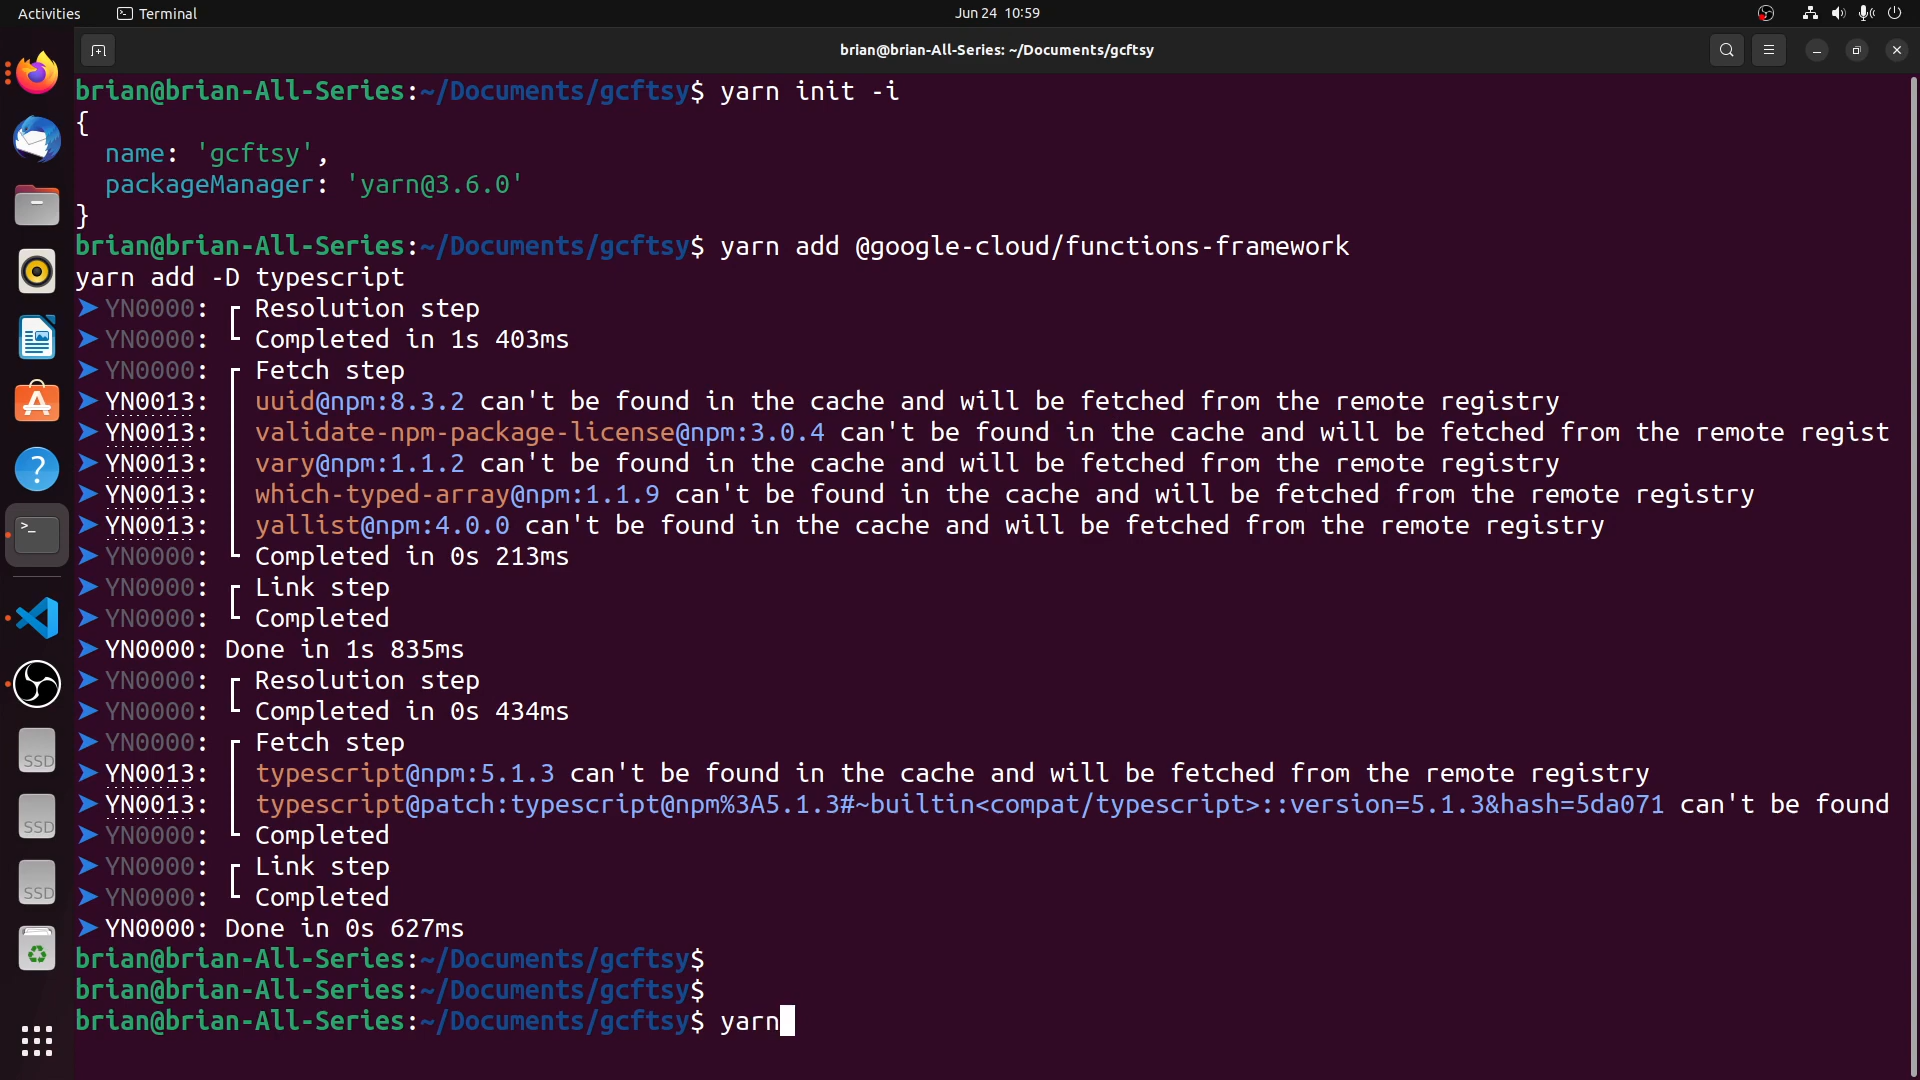 Activities
Terminal
Jun 24 10:59
brian@brian-All-Series: ~/Documents/gcftsy
brian@brian-All-Series:~/Documents/gcftsy$ yarn init -i
{
name: 'gcftsy',
packageManager: 'yarn@3.6.0'
}
brian@brian-All-Series:~/Documents/gcftsy$ yarn add @google-cloud/functions-framework
yarn add -D typescript
➤ YN0000: ┌ Resolution step
➤ YN0000: └ Completed in 1s 403ms
➤ YN0000: ┌ Fetch step
➤ YN0013: │ uuid@npm:8.3.2 can't be found in the cache and will be fetched from the remote registry
➤ YN0013: │ validate-npm-package-license@npm:3.0.4 can't be found in the cache and will be fetched from the remote regist
➤ YN0013: │ vary@npm:1.1.2 can't be found in the cache and will be fetched from the remote registry
➤ YN0013: │ which-typed-array@npm:1.1.9 can't be found in the cache and will be fetched from the remote registry
➤ YN0013: │ yallist@npm:4.0.0 can't be found in the cache and will be fetched from the remote registry
➤ YN0000: └ Completed in 0s 213ms
➤ YN0000: ┌ Link step
➤ YN0000: └ Completed
➤ YN0000: Done in 1s 835ms
➤ YN0000: ┌ Resolution step
➤ YN0000: └ Completed in 0s 434ms
➤ YN0000: ┌ Fetch step
➤ YN0013: │ typescript@npm:5.1.3 can't be found in the cache and will be fetched from the remote registry
➤ YN0013: │ typescript@patch:typescript@npm%3A5.1.3#~builtin<compat/typescript>::version=5.1.3&hash=5da071 can't be found
➤ YN0000: └ Completed
➤ YN0000: ┌ Link step
➤ YN0000: └ Completed
➤ YN0000: Done in 0s 627ms
brian@brian-All-Series:~/Documents/gcftsy$
brian@brian-All-Series:~/Documents/gcftsy$
brian@brian-All-Series:~/Documents/gcftsy$ yarn
SSD
SSD
SSD